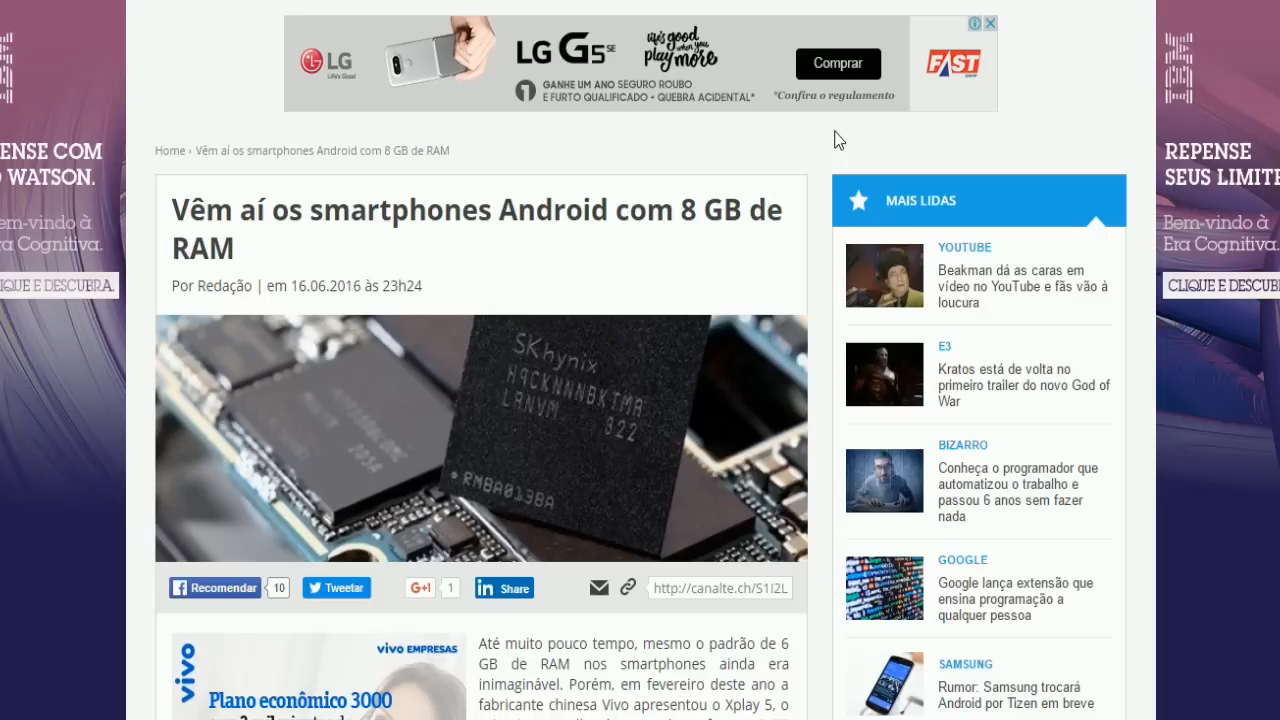 LG
Life's Good
LG G5 SE
life's good
when you
play more
GANHE UM ANO SEGURO ROUBO
E FURTO QUALIFICADO + QUEBRA ACIDENTAL*
Comprar
*Confira o regulamento
FAST
ENSE COM
WATSON.
em-vindo à
ra Cognitiva.
IQUE E DESCUBRA.
REPENSE
SEUS LIMITE
Bem-vindo à
Era Cognitiva.
CLIQUE E DESCUB
Home › Vêm aí os smartphones Android com 8 GB de RAM
Vêm aí os smartphones Android com 8 GB de
RAM
Por Redação | em 16.06.2016 às 23h24
SKhynix
H9CKNNNBKTMR
LRNVM
322
RMBA013BA
Recomendar 10
Tweetar
G+1 1
in Share
http://canalte.ch/S1I2L
vivo
vivo EMPRESAS
Plano econômico 3000
Até muito pouco tempo, mesmo o padrão de 6
GB de RAM nos smartphones ainda era
inimaginável. Porém, em fevereiro deste ano a
fabricante chinesa Vivo apresentou o Xplay 5, o
MAIS LIDAS
YOUTUBE
Beakman dá as caras em
vídeo no YouTube e fãs vão à
loucura
E3
Kratos está de volta no
primeiro trailer do novo God of
War
BIZARRO
Conheça o programador que
automatizou o trabalho e
passou 6 anos sem fazer
nada
GOOGLE
Google lança extensão que
ensina programação a
qualquer pessoa
SAMSUNG
Rumor: Samsung trocará
Android por Tizen em breve